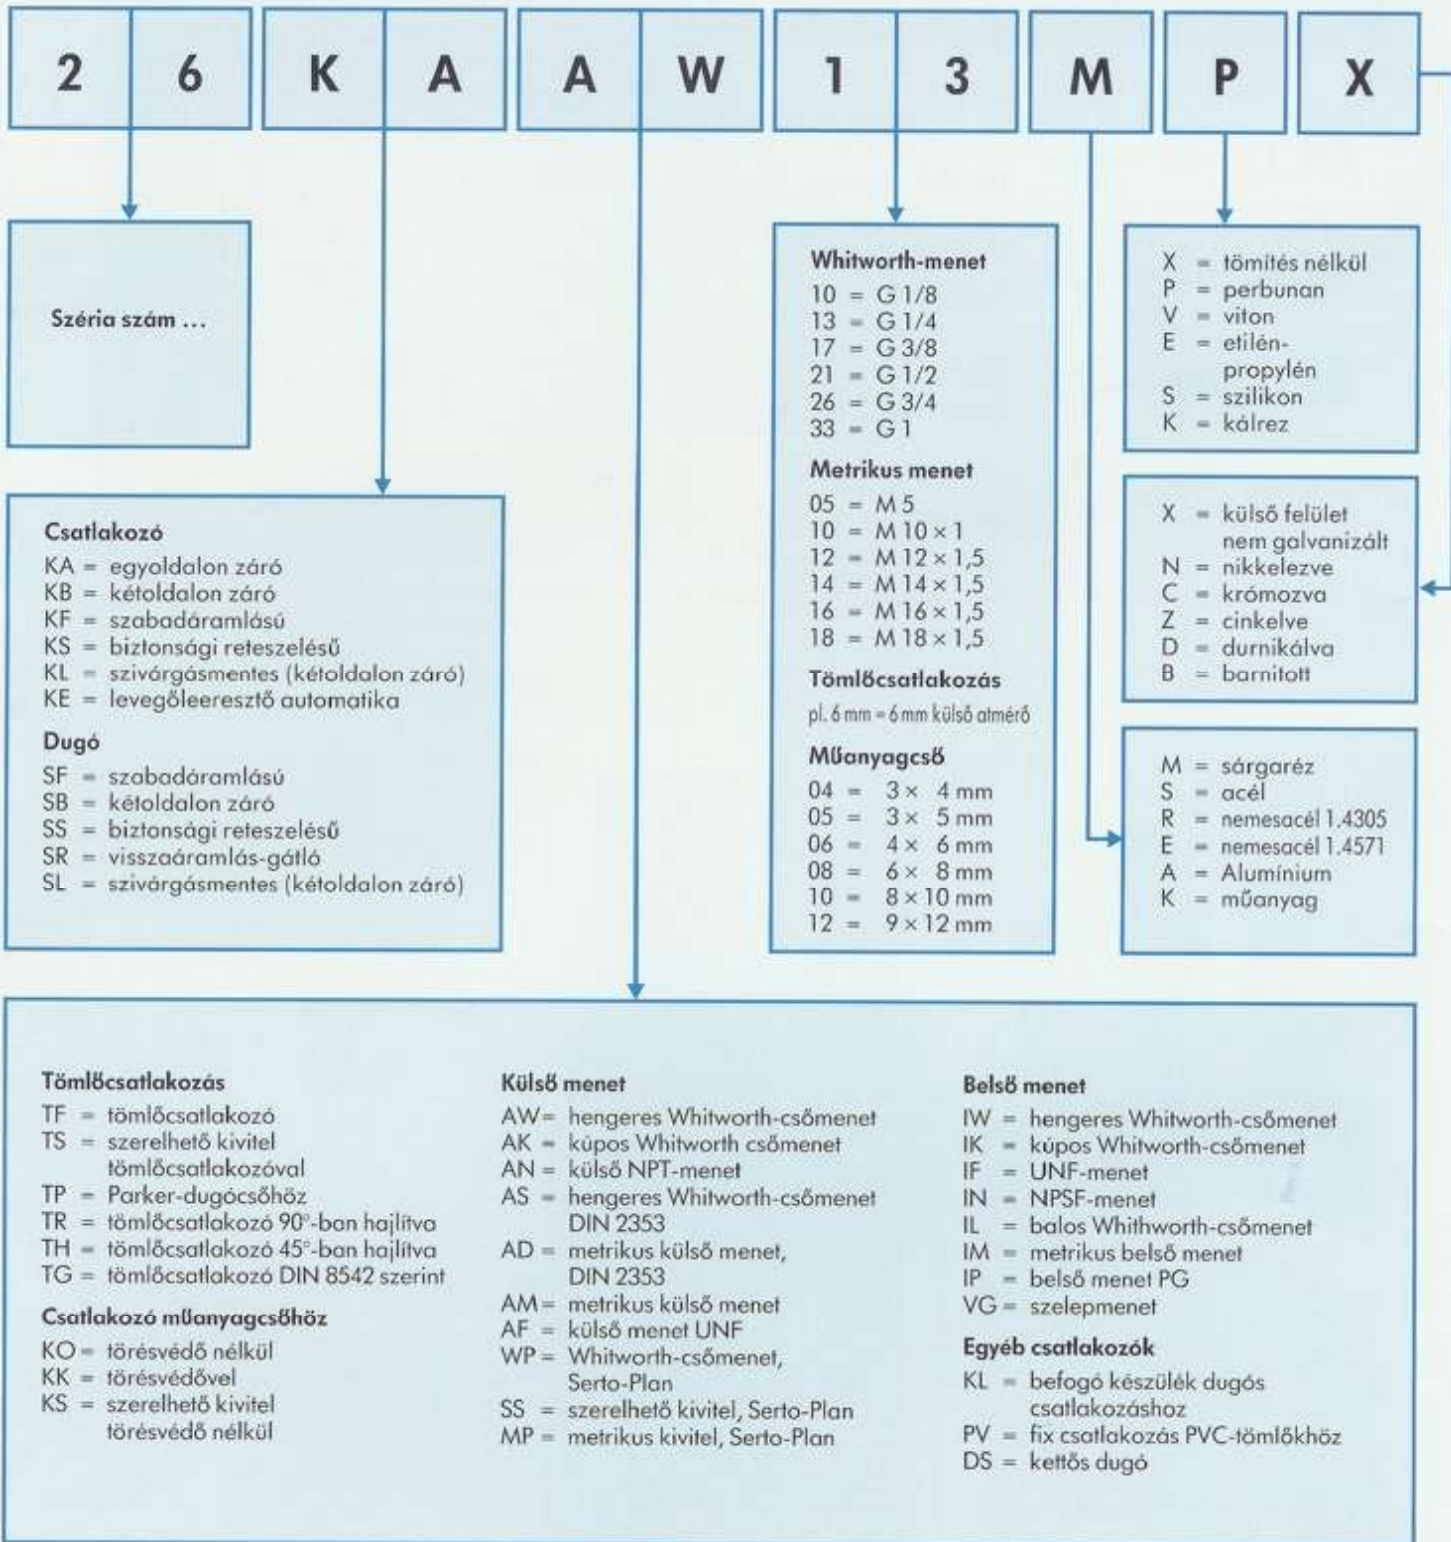 2 6 K A A W 1 3 M P X
Széria szám ...
Csatlakozó
KA = egyoldalon záró
KB = kétoldalon záró
KF = szabadáramlású
KS = biztonsági reteszelésű
KL = szivárgásmentes (kétoldalon záró)
KE = levegőleeresztő automatika
Dugó
SF = szabadáramlású
SB = kétoldalon záró
SS = biztonsági reteszelésű
SR = visszaáramlás-gátló
SL = szivárgásmentes (kétoldalon záró)
Whitworth-menet
10 = G 1/8
13 = G 1/4
17 = G 3/8
21 = G 1/2
26 = G 3/4
33 = G 1
Metrikus menet
05 = M 5
10 = M 10 × 1
12 = M 12 × 1,5
14 = M 14 × 1,5
16 = M 16 × 1,5
18 = M 18 × 1,5
Tömlőcsatlakozás
pl. 6 mm = 6 mm külső atmérő
Műanyagcső
04 = 3 × 4 mm
05 = 3 × 5 mm
06 = 4 × 6 mm
08 = 6 × 8 mm
10 = 8 × 10 mm
12 = 9 × 12 mm
X = tömítés nélkül
P = perbunan
V = viton
E = etilén-
propylén
S = szilikon
K = kálrez
X = külső felület
nem galvanizált
N = nikkelezve
C = krómozva
Z = cinkelve
D = durnikálva
B = barnitott
M = sárgaréz
S = acél
R = nemesacél 1.4305
E = nemesacél 1.4571
A = Alumínium
K = műanyag
Tömlőcsatlakozás
TF = tömlőcsatlakozó
TS = szerelhető kivitel
tömlőcsatlakozóval
TP = Parker-dugócsőhöz
TR = tömlőcsatlakozó 90°-ban hajlítva
TH = tömlőcsatlakozó 45°-ban hajlítva
TG = tömlőcsatlakozó DIN 8542 szerint
Csatlakozó műanyagcsőhöz
KO = törésvédő nélkül
KK = törésvédővel
KS = szerelhető kivitel
törésvédő nélkül
Külső menet
AW = hengeres Whitworth-csőmenet
AK = kúpos Whitworth csőmenet
AN = külső NPT-menet
AS = hengeres Whitworth-csőmenet
DIN 2353
AD = metrikus külső menet,
DIN 2353
AM = metrikus külső menet
AF = külső menet UNF
WP = Whitworth-csőmenet,
Serto-Plan
SS = szerelhető kivitel, Serto-Plan
MP = metrikus kivitel, Serto-Plan
Belső menet
IW = hengeres Whitworth-csőmenet
IK = kúpos Whitworth-csőmenet
IF = UNF-menet
IN = NPSF-menet
IL = balos Whithworth-csőmenet
IM = metrikus belső menet
IP = belső menet PG
VG = szelepmenet
Egyéb csatlakozók
KL = befogó készülék dugós
csatlakozáshoz
PV = fix csatlakozás PVC-tömlőkhöz
DS = kettős dugó